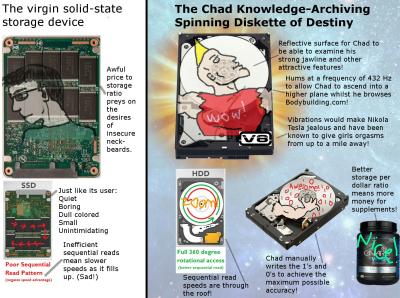 The virgin solid-state
storage device
Awful
price to
storage
ratio
preys on
the
desires
of
insecure
neck-
beards.
SSD
Just like its user:
Quiet
Boring
Dull colored
Small
Unintimidating
Poor Sequential
Read Pattern
(negates speed advantage)
Inefficient
sequential reads
mean slower
speeds as it fills
up. (Sad!)
The Chad Knowledge-Archiving
Spinning Diskette of Destiny
wow!
V8
Reflective surface for Chad to
be able to examine his
strong jawline and other
attractive features!
Hums at a frequency of 432 Hz
to allow Chad to ascend into a
higher plane whilst he browses
Bodybuilding.com!
Vibrations would make Nikola
Tesla jealous and have been
known to give girls orgasms
from up to a mile away!
HDD
zoom
Full 360 degree
rotational access
(better sequential read)
Sequential read
speeds are through
the roof!
Awesome!
Chad manually
writes the 1's and
0's to achieve the
maximum possible
accuracy!
Better
storage per
dollar ratio
means more
money for
supplements!
Nice!